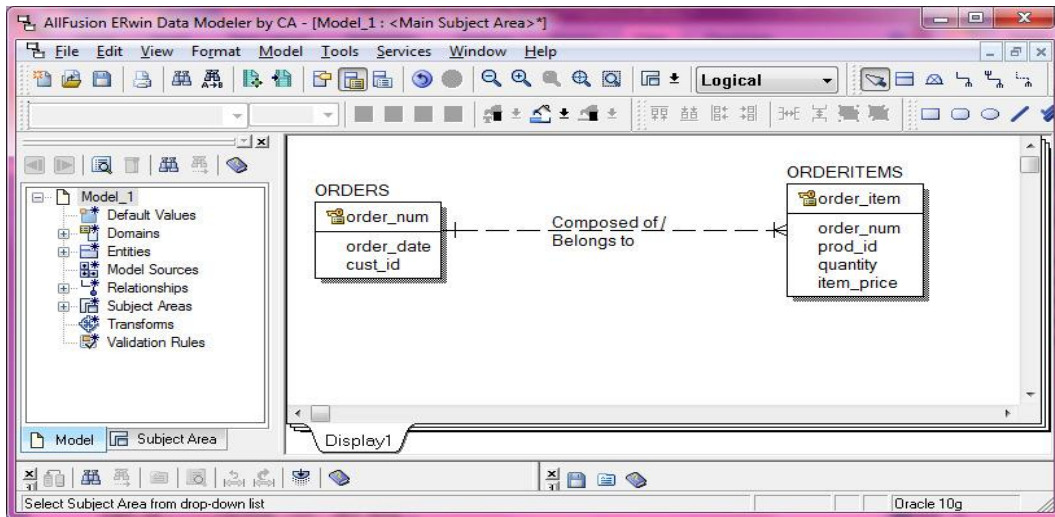 AllFusion ERwin Data Modeler by CA - [Model_1 : <Main Subject Area>*]
File Edit View Format Model Tools Services Window Help
Logical
Model_1
Default Values
Domains
Entities
Model Sources
Relationships
Subject Areas
Transforms
Validation Rules
Model
Subject Area
ORDERS
order_num
order_date
cust_id
Composed of/
Belongs to
ORDERITEMS
order_item
order_num
prod_id
quantity
item_price
Display1
Select Subject Area from drop-down list
Oracle 10g